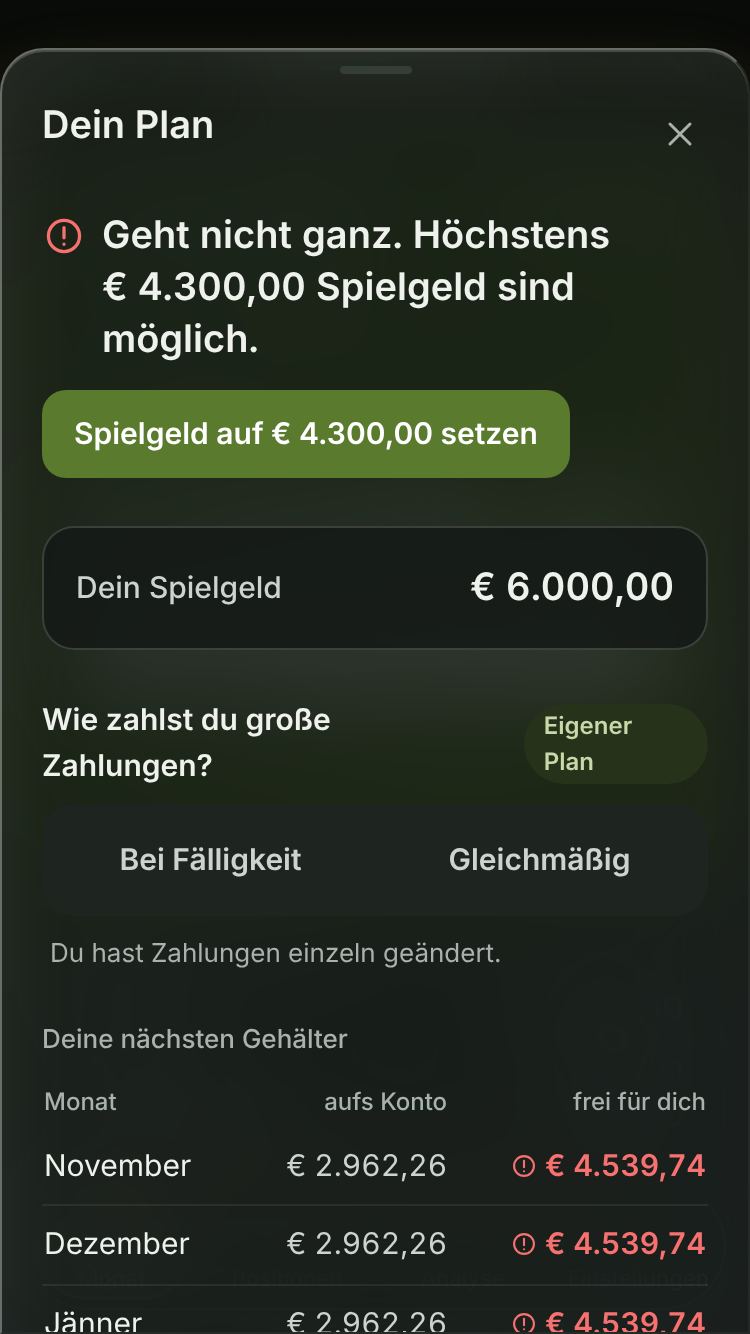 Dein Plan
Geht nicht ganz. Höchstens
€ 4.300,00 Spielgeld sind
möglich.
Spielgeld auf € 4.300,00 setzen
Dein Spielgeld € 6.000,00
Wie zahlst du große
Zahlungen?
Eigener
Plan
Bei Fälligkeit Gleichmäßig
Du hast Zahlungen einzeln geändert.
Deine nächsten Gehälter
Monat aufs Konto frei für dich
November € 2.962,26 € 4.539,74
Dezember € 2.962,26 € 4.539,74
Jänner € 2.962,26 € 4.539,74